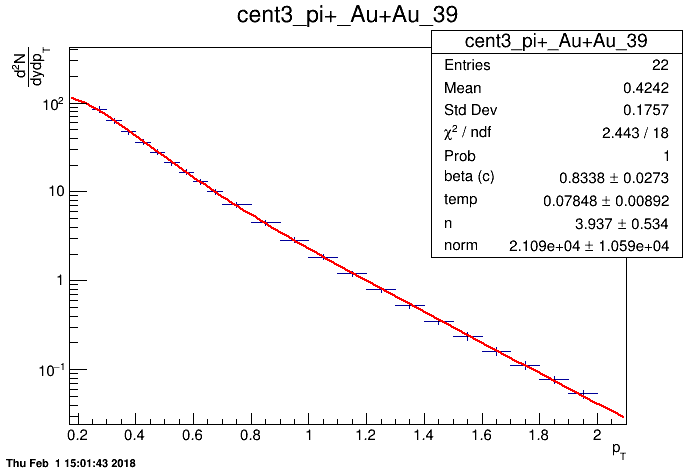 cent3_pi+_Au+Au_39
cent3_pi+_Au+Au_39
Entries 22
Mean 0.4242
Std Dev 0.1757
χ² / ndf 2.443 / 18
Prob 1
beta (c) 0.8338 ± 0.0273
temp 0.07848 ± 0.00892
n 3.937 ± 0.534
norm 2.109e+04 ± 1.059e+04
d²N
dydp_T
10²
10
1
10⁻¹
0.2 0.4 0.6 0.8 1 1.2 1.4 1.6 1.8 2
p_T
Thu Feb 1 15:01:43 2018